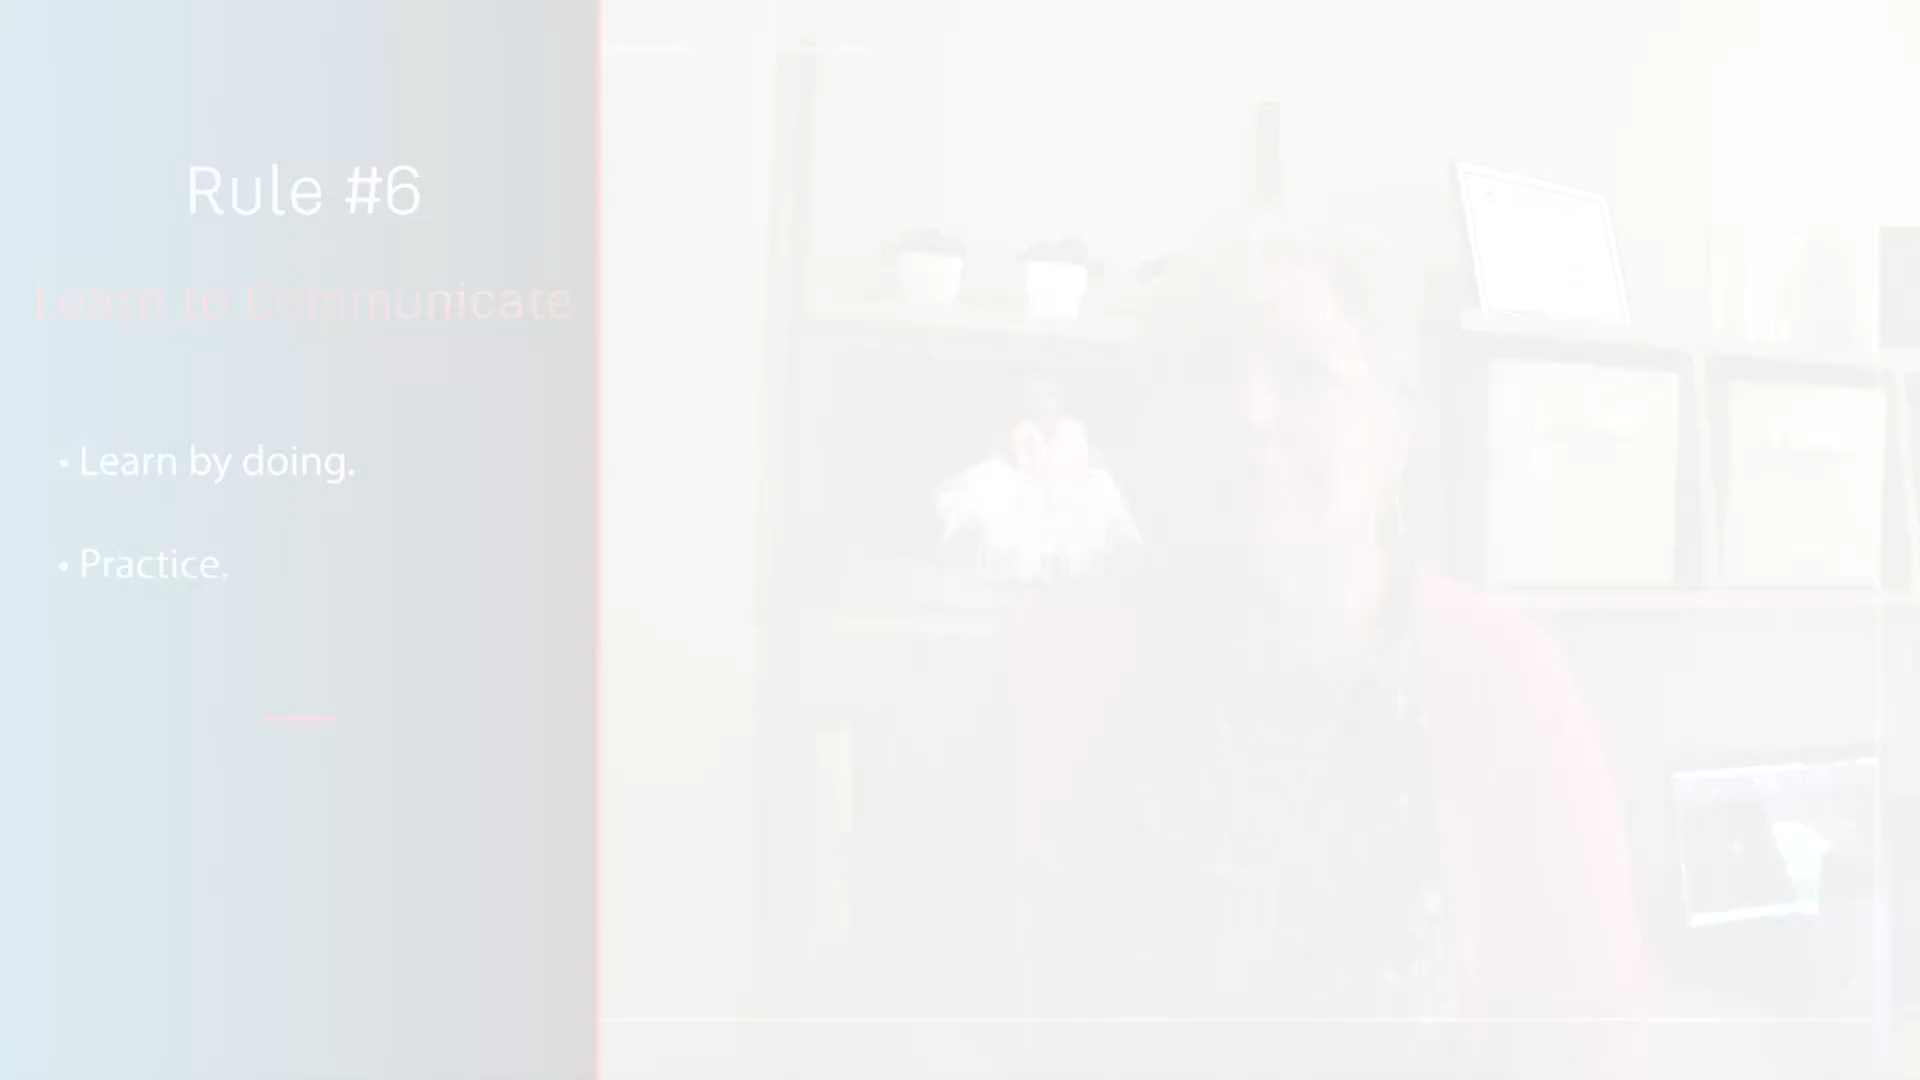 Rule #6
Learn to Communicate
• Learn by doing.
• Practice.